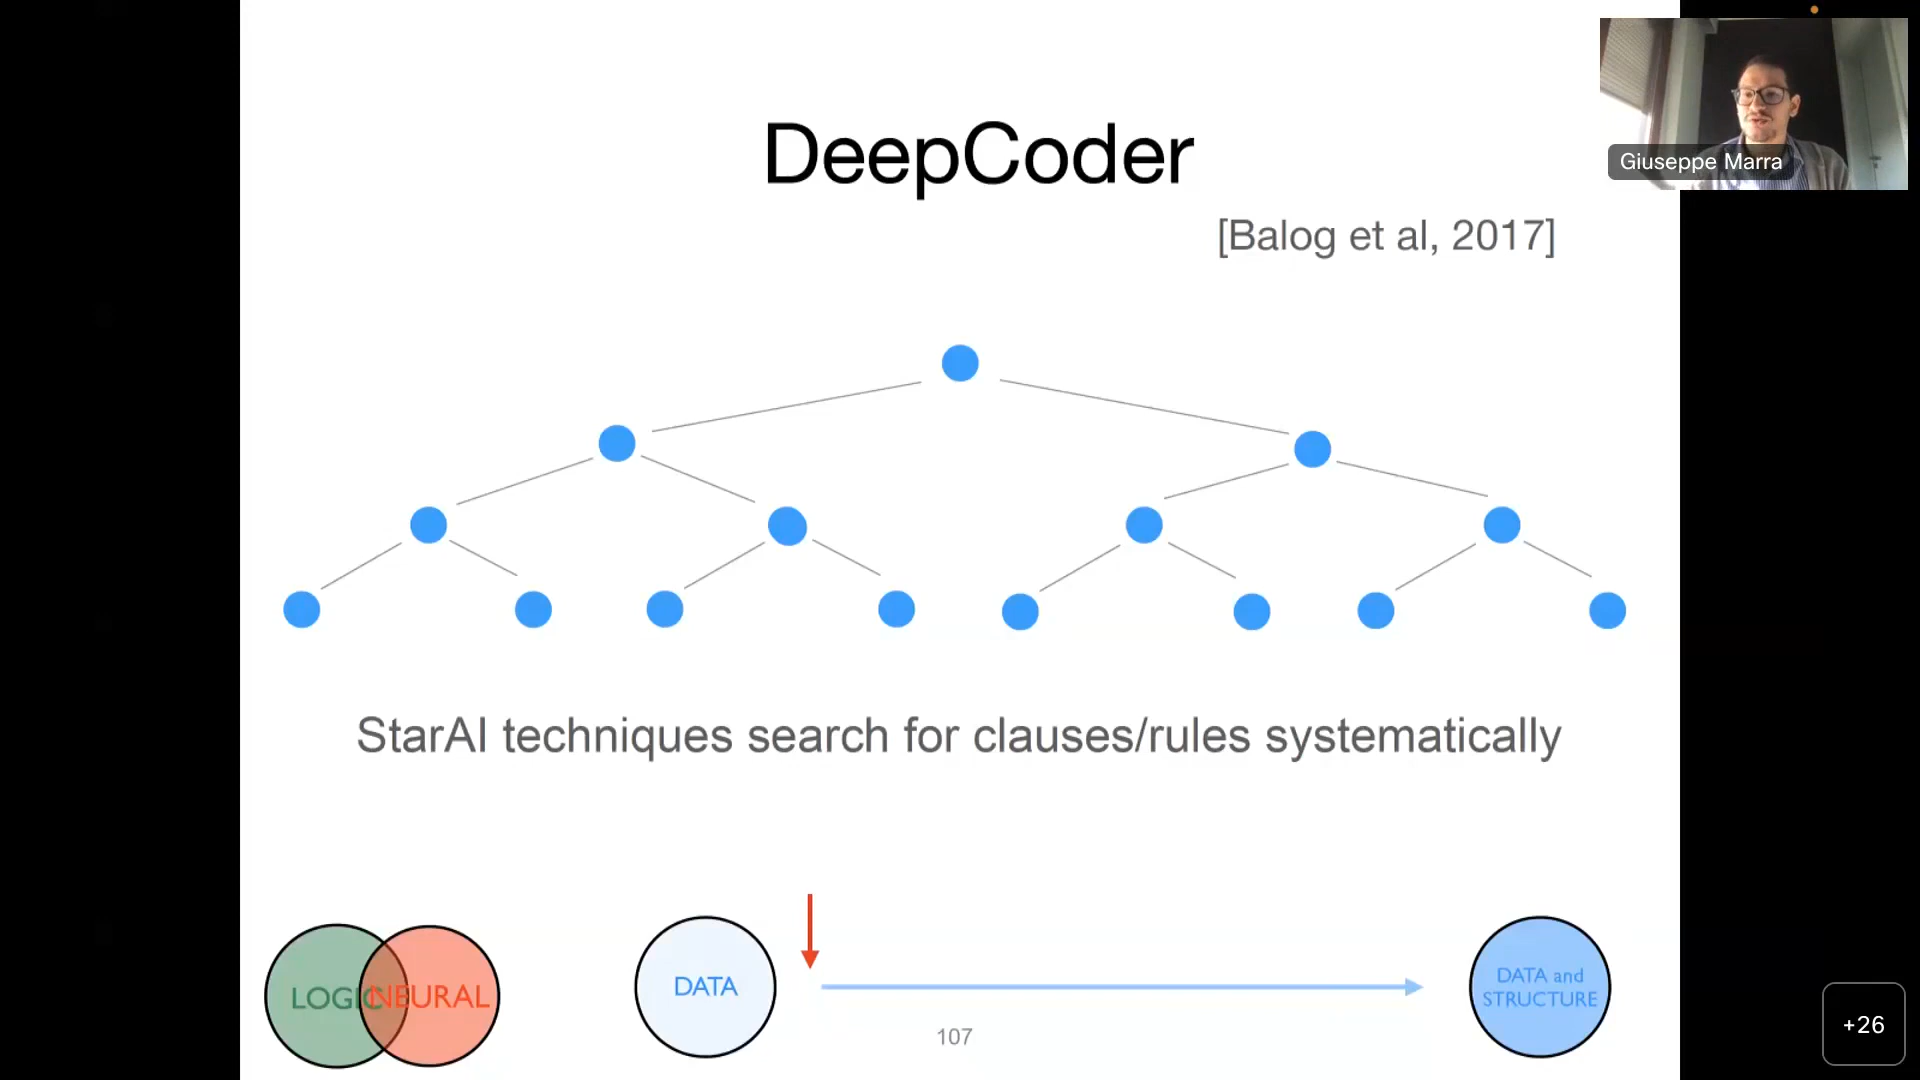 DeepCoder
Giuseppe Marra
[Balog et al, 2017]
StarAI techniques search for clauses/rules systematically
LOGIC
NEURAL
DATA
DATA and
STRUCTURE
107
+26